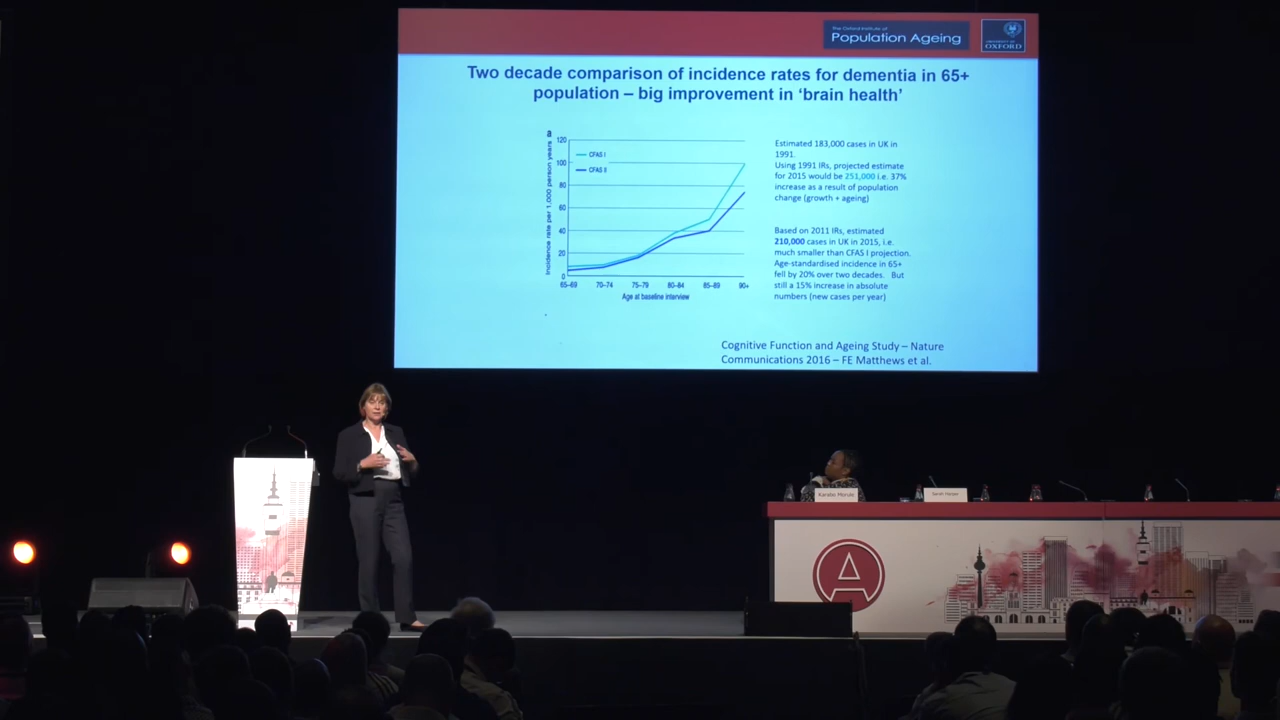 The Oxford Institute of
Population Ageing
UNIVERSITY OF
OXFORD
Two decade comparison of incidence rates for dementia in 65+
population – big improvement in ‘brain health’
a
Incidence rate per 1,000 person years
120
100
80
60
40
20
0
CFAS I
CFAS II
65–69 70–74 75–79 80–84 85–89 90+
Age at baseline interview
Estimated 183,000 cases in UK in
1991.
Using 1991 IRs, projected estimate
for 2015 would be 251,000 i.e. 37%
increase as a result of population
change (growth + ageing)
Based on 2011 IRs, estimated
210,000 cases in UK in 2015, i.e.
much smaller than CFAS I projection.
Age-standardised incidence in 65+
fell by 20% over two decades. But
still a 15% increase in absolute
numbers (new cases per year)
Cognitive Function and Ageing Study – Nature
Communications 2016 – FE Matthews et al.
Karabo Morule
Sarah Harper
A